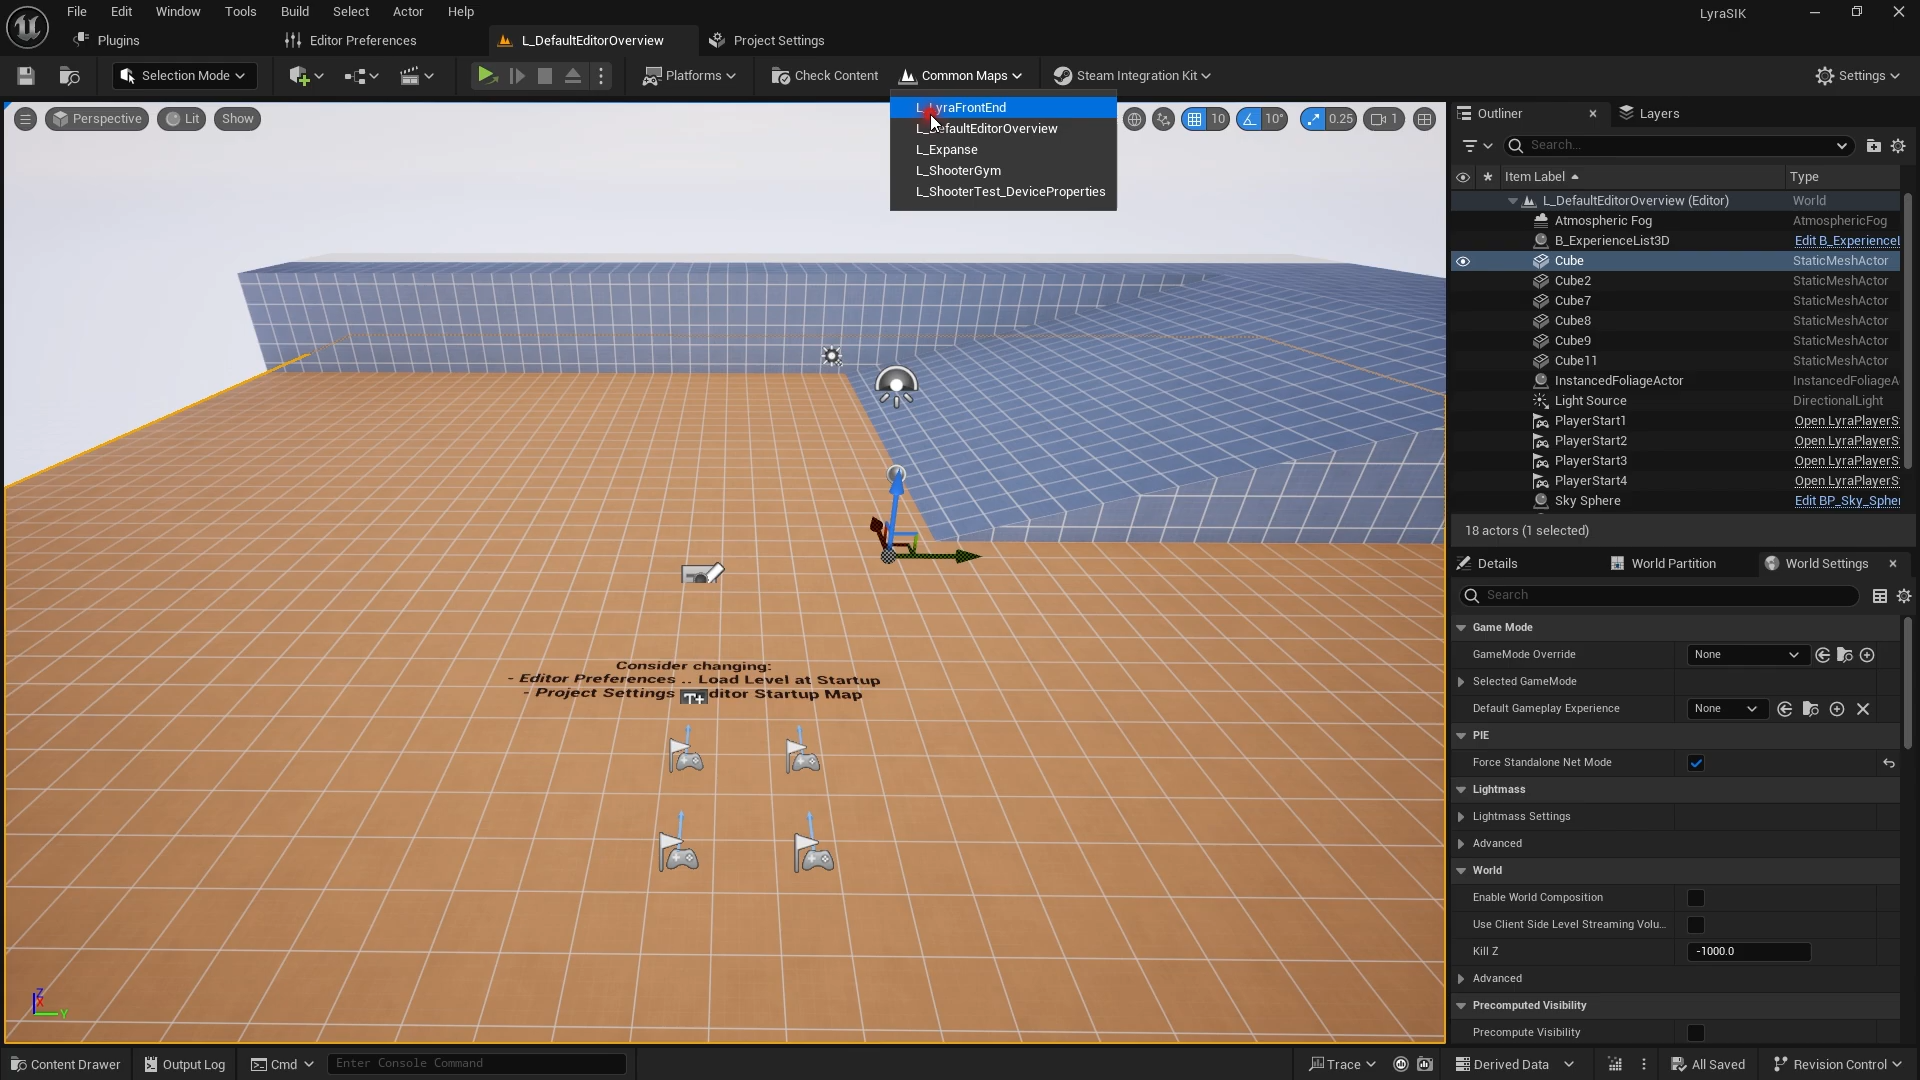 File Edit Window Tools Build Select Actor Help
LyraSIK
Plugins
Editor Preferences
L_DefaultEditorOverview
Project Settings
Selection Mode
Platforms
Check Content
Common Maps
Steam Integration Kit
Settings
L_LyraFrontEnd
L_DefaultEditorOverview
L_Expanse
L_ShooterGym
L_ShooterTest_DeviceProperties
Perspective
Lit
Show
10
10°
0.25
1
Consider changing:
- Editor Preferences .. Load Level at Startup
- Project Settings
ditor Startup Map
Outliner
Layers
Search...
Item Label
Type
L_DefaultEditorOverview (Editor) World
Atmospheric Fog AtmosphericFog
B_ExperienceList3D Edit B_ExperienceL
Cube StaticMeshActor
Cube2 StaticMeshActor
Cube7 StaticMeshActor
Cube8 StaticMeshActor
Cube9 StaticMeshActor
Cube11 StaticMeshActor
InstancedFoliageActor InstancedFoliageA
Light Source DirectionalLight
PlayerStart1 Open LyraPlayerS
PlayerStart2 Open LyraPlayerS
PlayerStart3 Open LyraPlayerS
PlayerStart4 Open LyraPlayerS
Sky Sphere Edit BP_Sky_Spher
18 actors (1 selected)
Details
World Partition
World Settings
Search
Game Mode
GameMode Override None
Selected GameMode
Default Gameplay Experience None
PIE
Force Standalone Net Mode
Lightmass
Lightmass Settings
Advanced
World
Enable World Composition
Use Client Side Level Streaming Volu...
Kill Z -1000.0
Advanced
Precomputed Visibility
Precompute Visibility
Z
X
Y
Content Drawer
Output Log
Cmd
Enter Console Command
Trace
Derived Data
All Saved
Revision Control